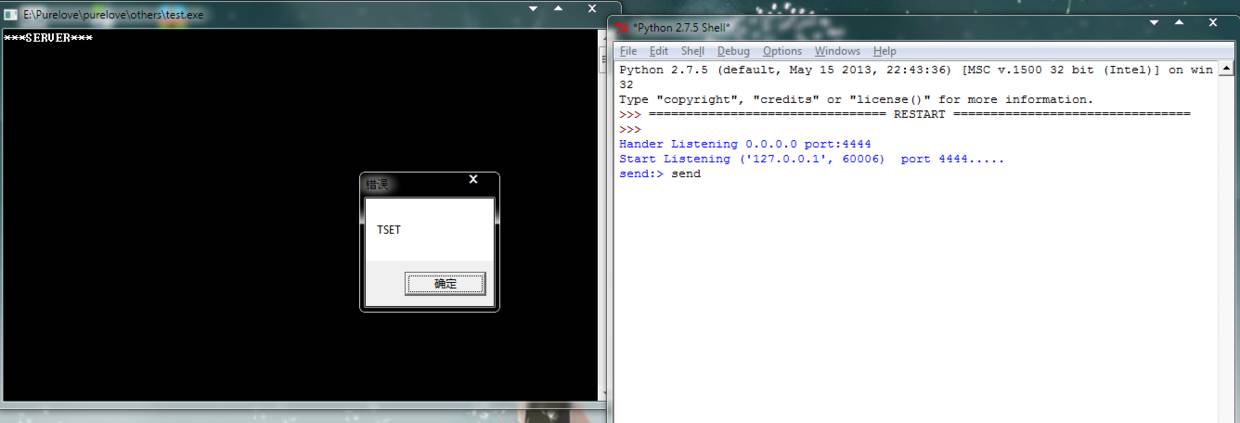 E:\Purelove\purelove\others\test.exe
***SERVER***
错误
TSET
确定
*Python 2.7.5 Shell*
File Edit Shell Debug Options Windows Help
Python 2.7.5 (default, May 15 2013, 22:43:36) [MSC v.1500 32 bit (Intel)] on win
32
Type "copyright", "credits" or "license()" for more information.
>>> ================================ RESTART ================================
>>>
Hander Listening 0.0.0.0 port:4444
Start Listening ('127.0.0.1', 60006)  port 4444.....
send:> send